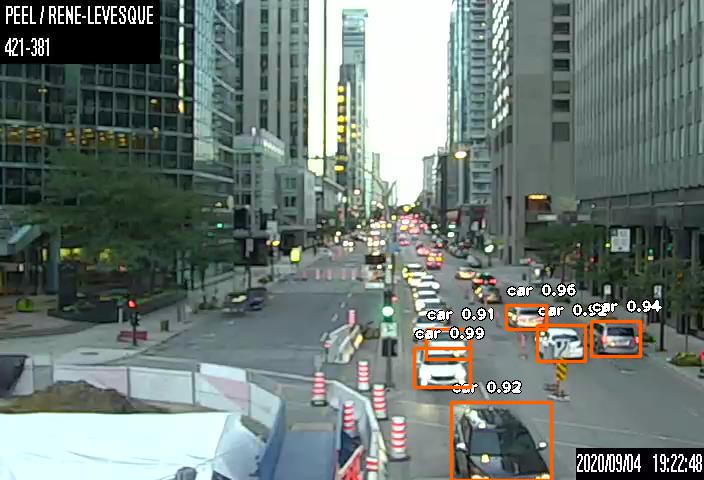 PEEL / RENE-LEVESQUE
421-381
car 0.96
car 0.94
car 0.91
car 0.99
car 0.92
2020/09/04 19:22:48